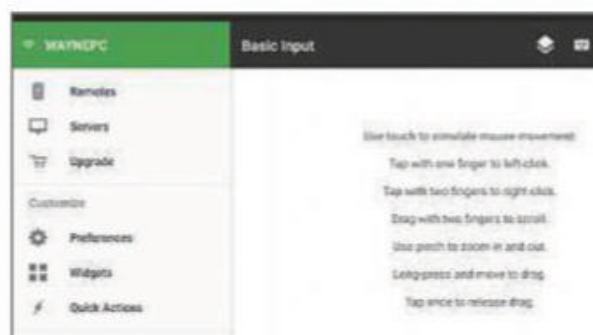 WAYNEPC
Basic Input
Remotes
Servers
Upgrade
Customize
Preferences
Widgets
Quick Actions
Use touch to simulate mouse movement.
Tap with one finger to left-click.
Tap with two fingers to right click.
Drag with two fingers to scroll.
Use pinch to zoom in and out.
Long-press and move to drag.
Tap once to release drag.